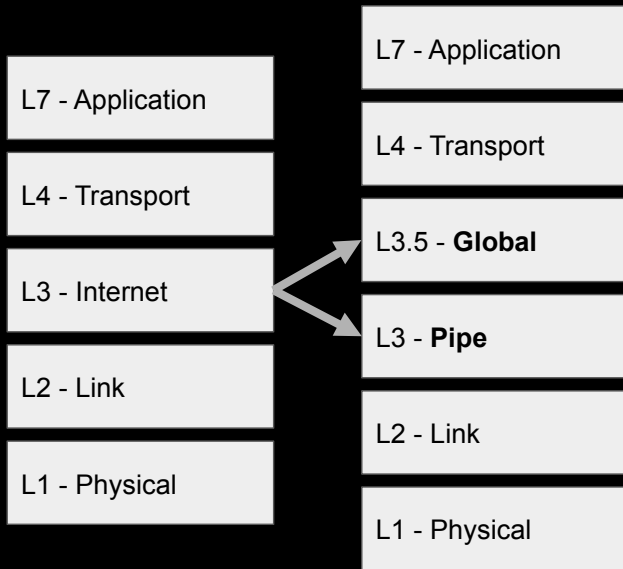 L7 - Application
L4 - Transport
L3 - Internet
L2 - Link
L1 - Physical
L7 - Application
L4 - Transport
L3.5 - Global
L3 - Pipe
L2 - Link
L1 - Physical